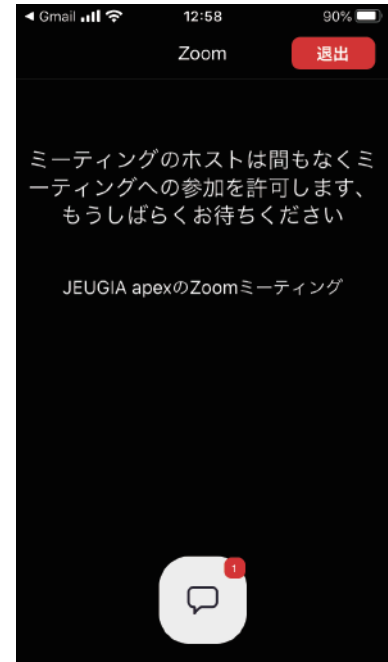 Gmail 12:58 90%
Zoom 退出
ミーティングのホストは間もなくミ
ーティングへの参加を許可します、
もうしばらくお待ちください
JEUGIA apexのZoomミーティング
1